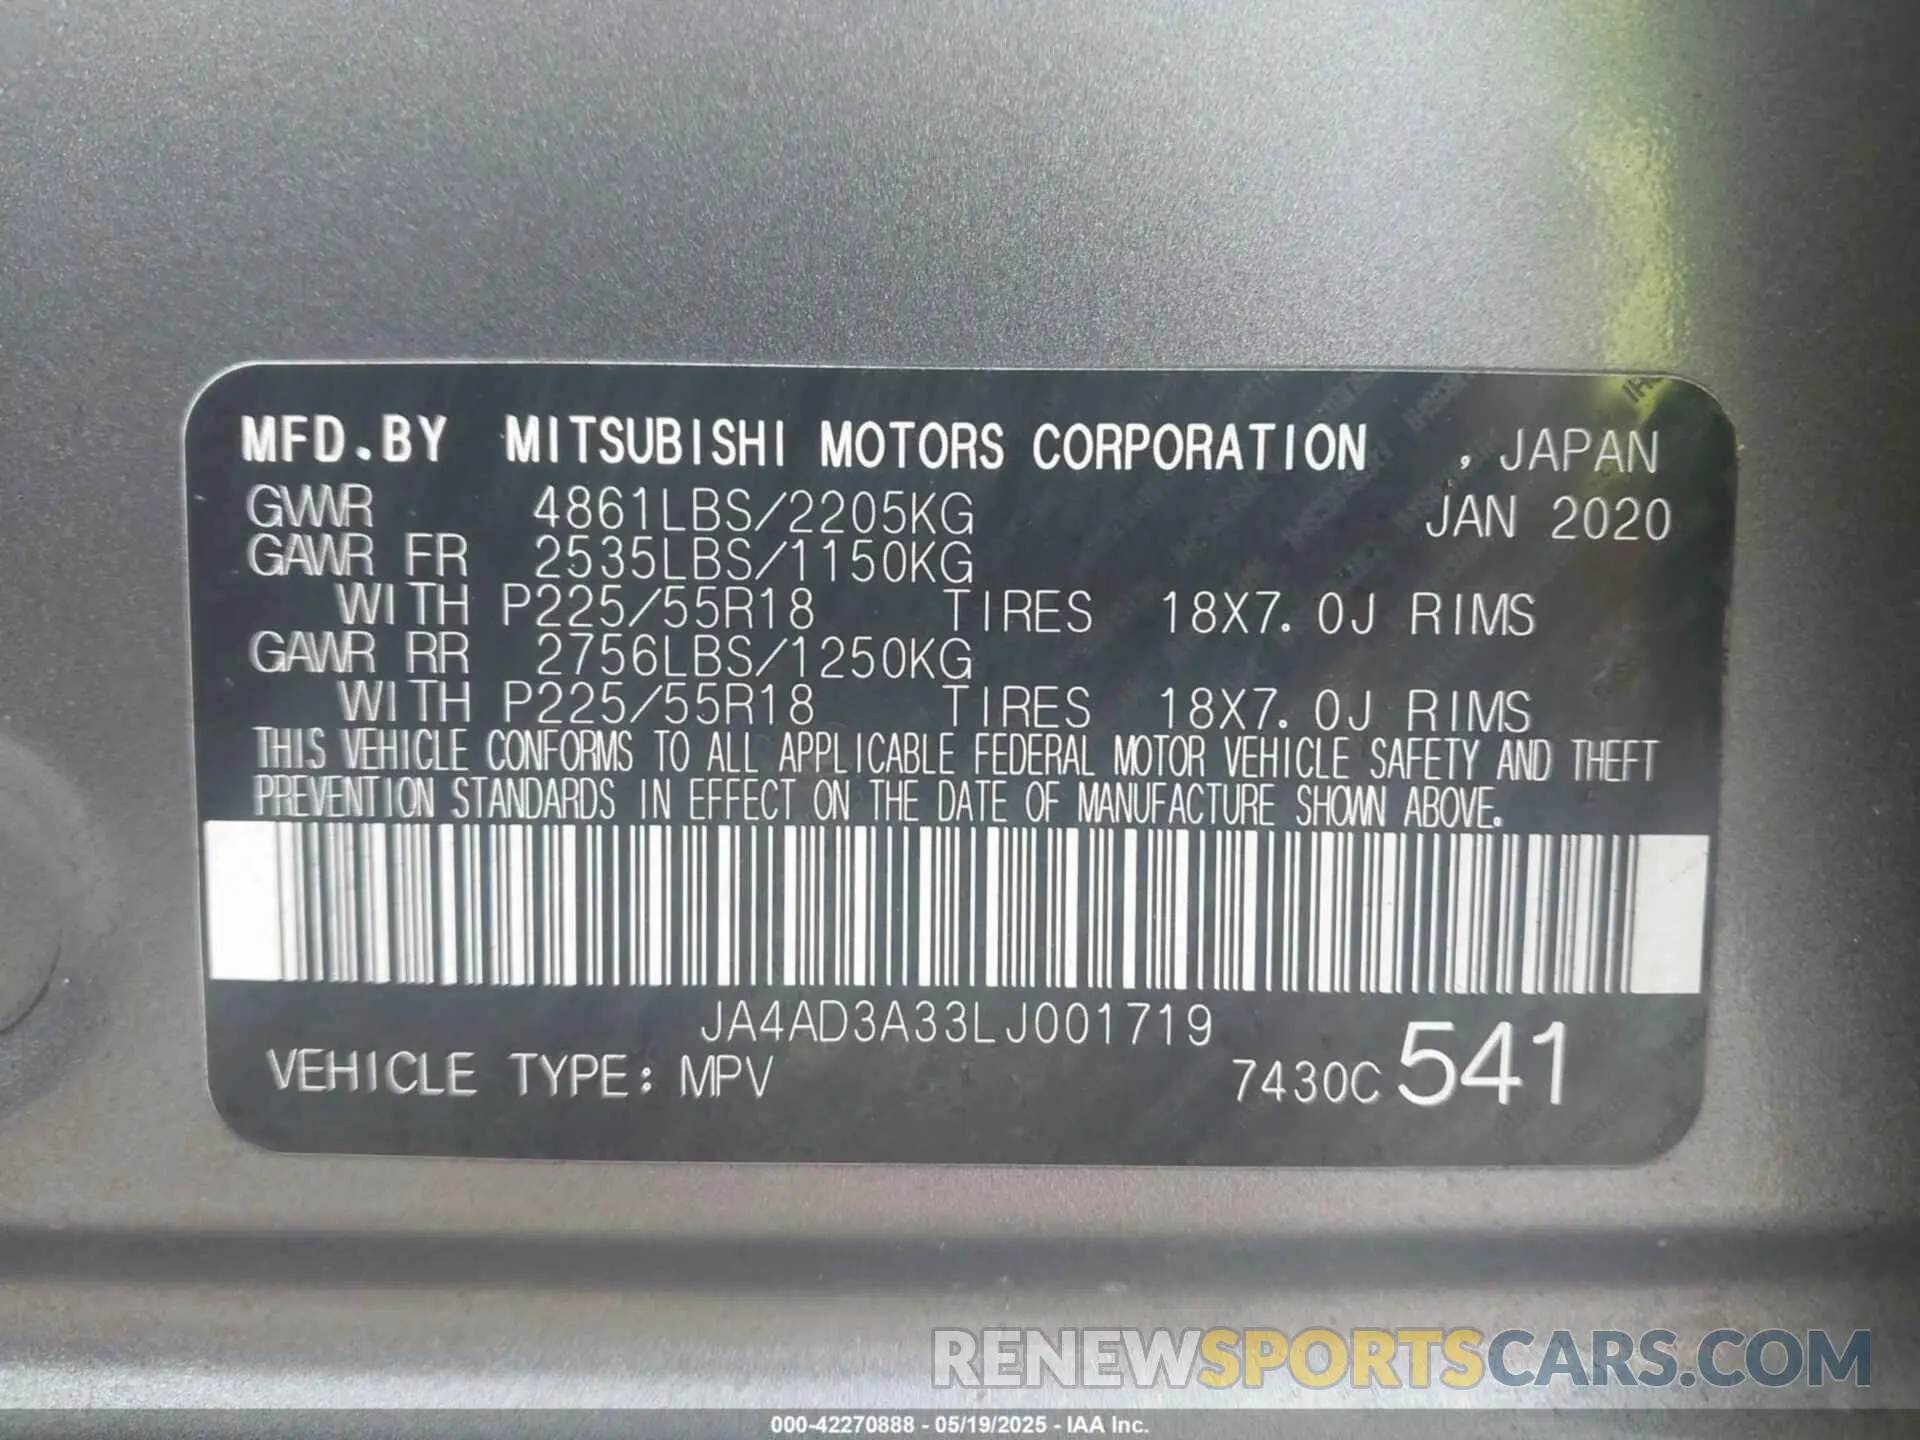 MFD.BY MITSUBISHI MOTORS CORPORATION , JAPAN
GVWR 4861LBS/2205KG JAN 2020
GAWR FR 2535LBS/1150KG
WITH P225/55R18 TIRES 18X7.0J RIMS
GAWR RR 2756LBS/1250KG
WITH P225/55R18 TIRES 18X7.0J RIMS
THIS VEHICLE CONFORMS TO ALL APPLICABLE FEDERAL MOTOR VEHICLE SAFETY AND THEFT
PREVENTION STANDARDS IN EFFECT ON THE DATE OF MANUFACTURE SHOWN ABOVE.
JA4AD3A33LJ001719
VEHICLE TYPE: MPV 7430C 541
RENEWSPORTSCARS.COM
000-42270888 - 05/19/2025 - IAA Inc.